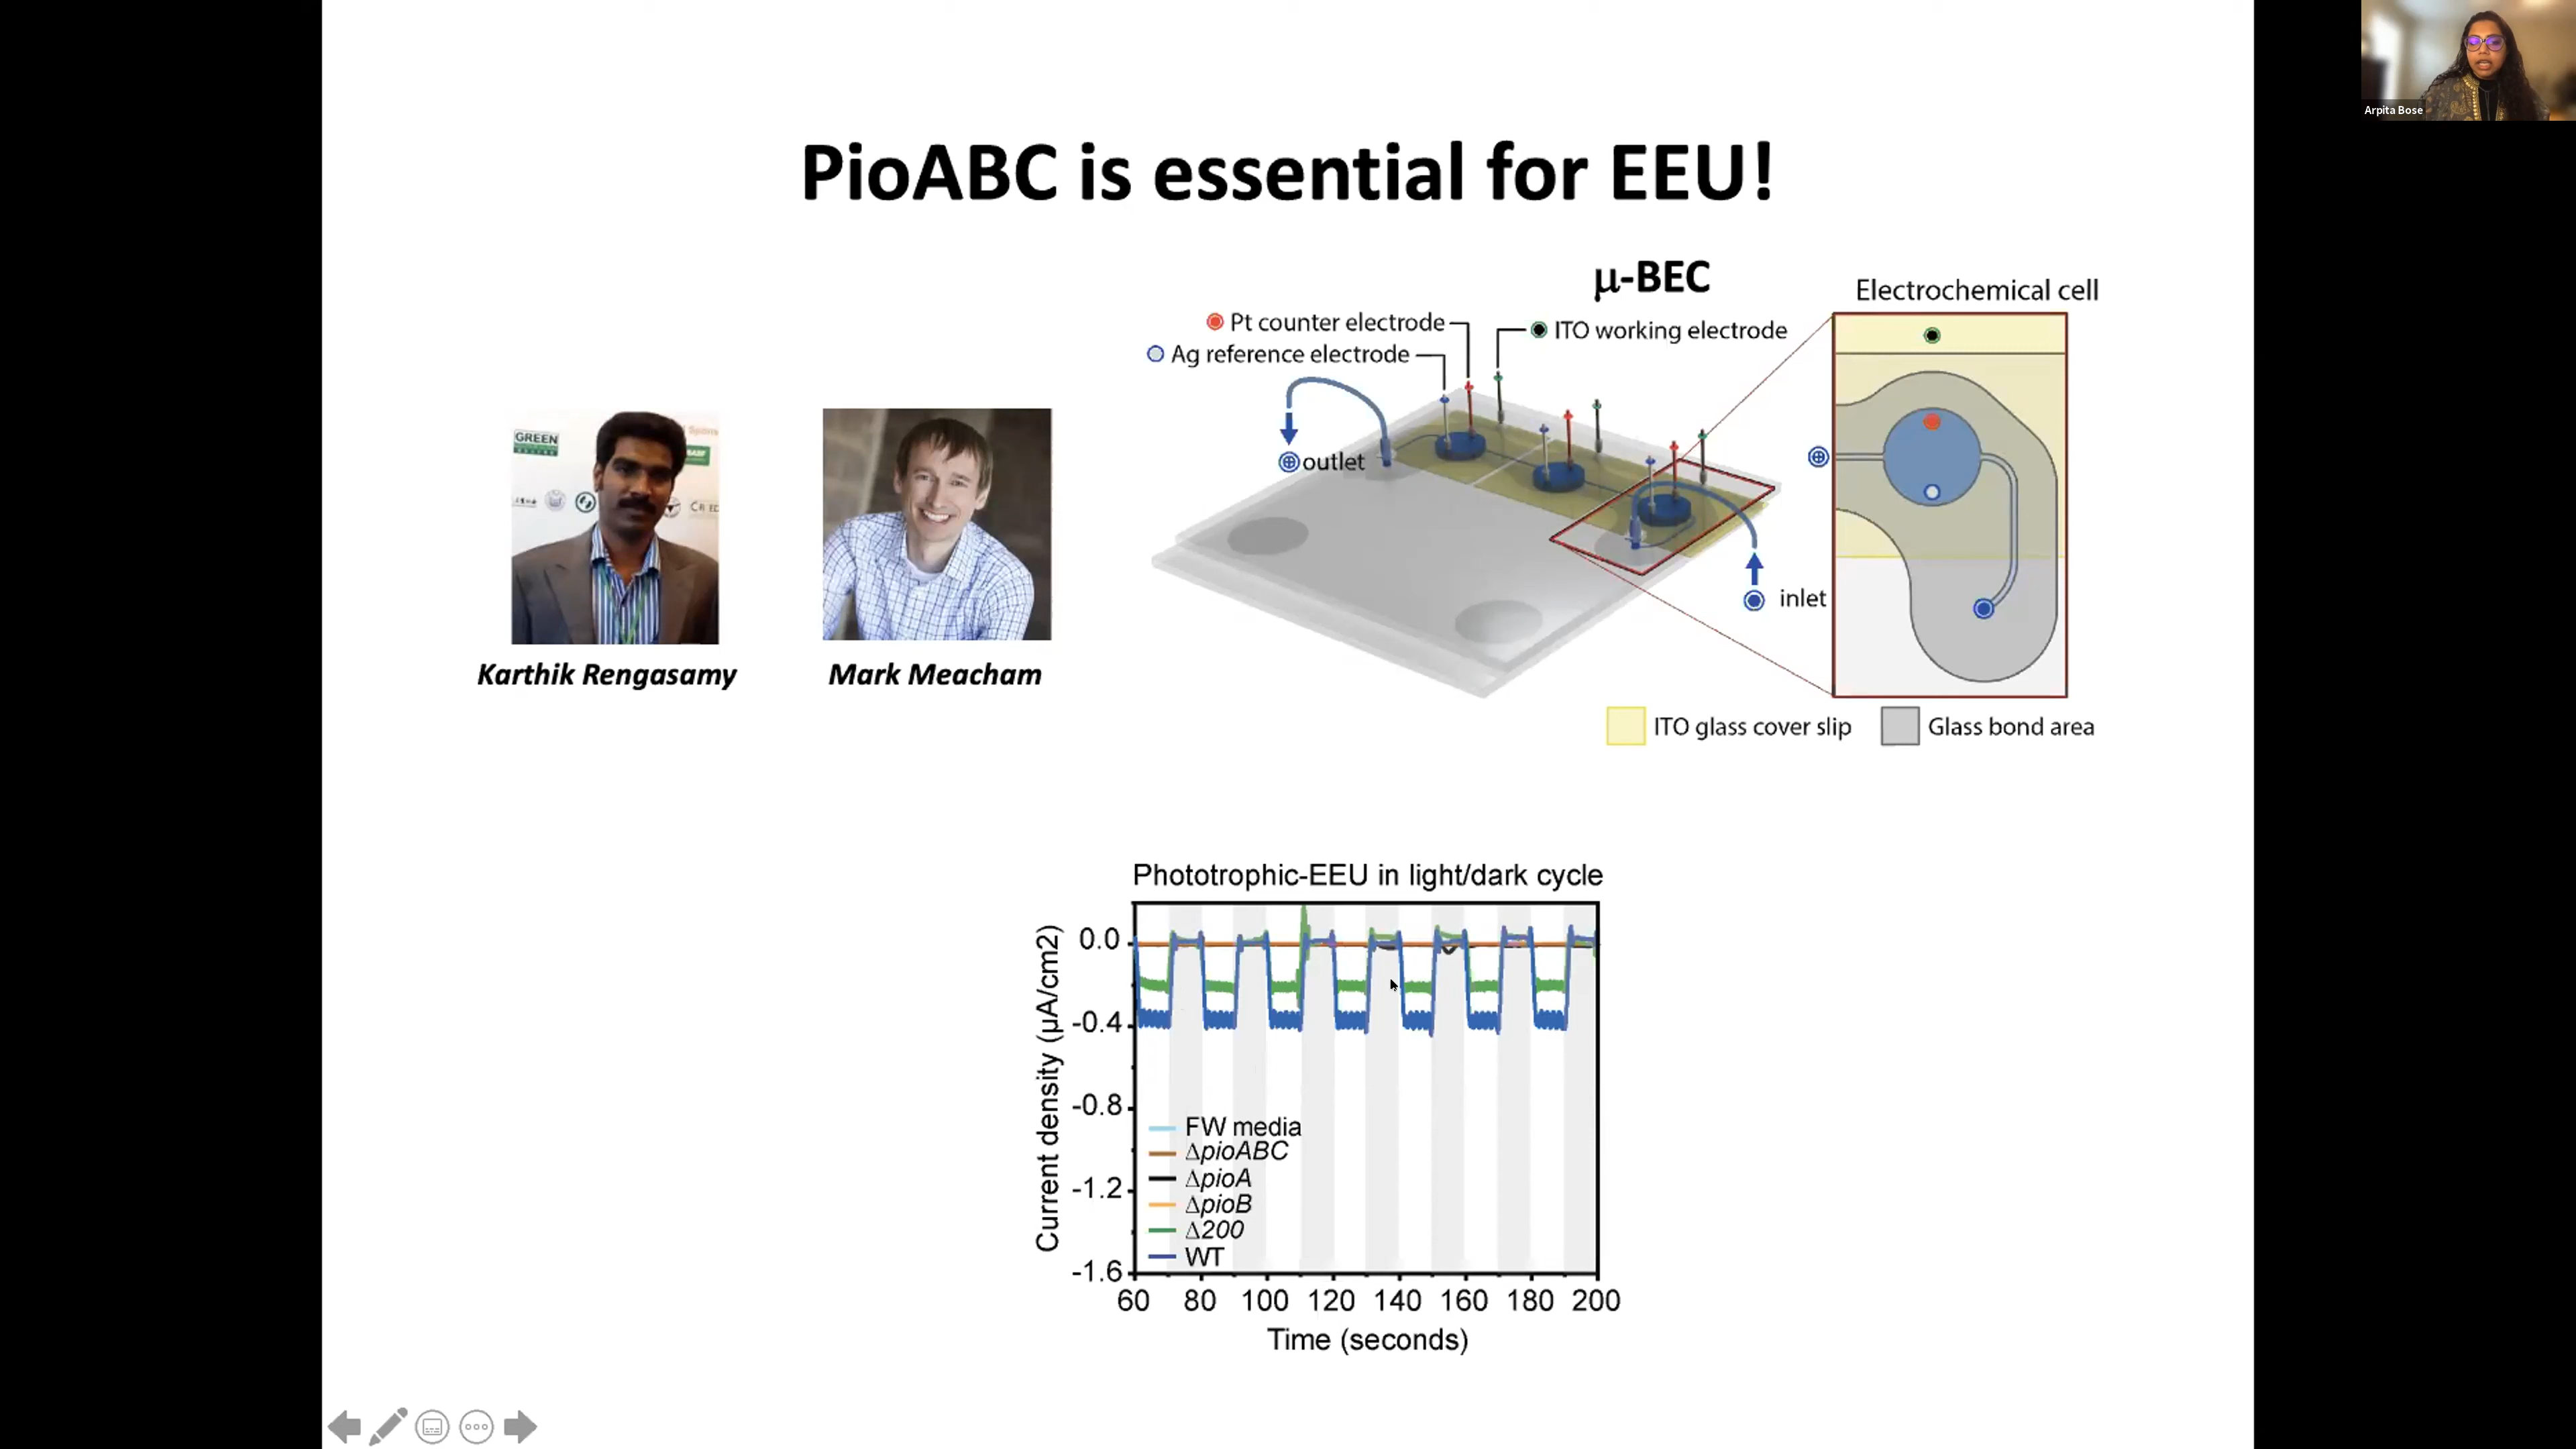 Arpita Bose
PioABC is essential for EEU!
μ-BEC
Electrochemical cell
Pt counter electrode
ITO working electrode
Ag reference electrode
outlet
inlet
ITO glass cover slip
Glass bond area
GREEN
Karthik Rengasamy
Mark Meacham
Phototrophic-EEU in light/dark cycle
Current density (μA/cm2)
0.0
-0.4
-0.8
-1.2
-1.6
FW media
ΔpioABC
ΔpioA
ΔpioB
Δ200
WT
60 80 100 120 140 160 180 200
Time (seconds)